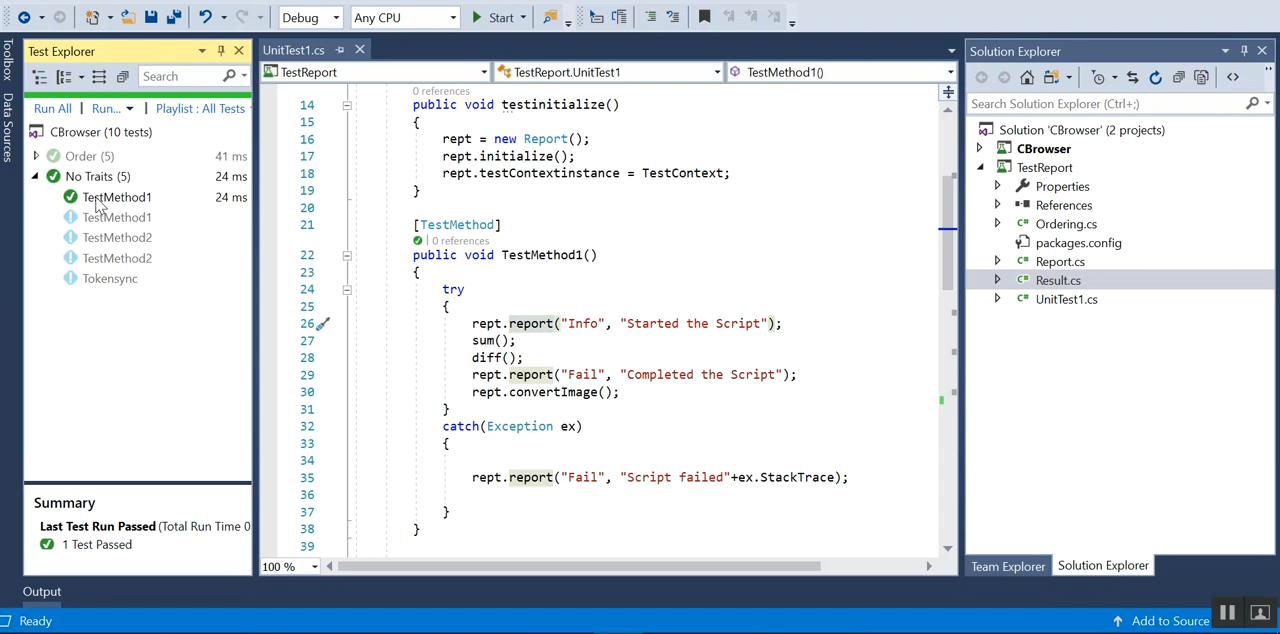 Debug Any CPU Start
Toolbox
Data Sources
Test Explorer
Search
Run All | Run... | Playlist : All Tests
CBrowser (10 tests)
Order (5) 41 ms
No Traits (5) 24 ms
TestMethod1 24 ms
TestMethod1
TestMethod2
TestMethod2
Tokensync
Summary
Last Test Run Passed (Total Run Time 0
1 Test Passed
UnitTest1.cs
TestReport TestReport.UnitTest1 TestMethod1()
0 references
14 public void testinitialize()
15 {
16 rept = new Report();
17 rept.initialize();
18 rept.testContextinstance = TestContext;
19 }
20
21 [TestMethod]
| 0 references
22 public void TestMethod1()
23 {
24 try
25 {
26 rept.report("Info", "Started the Script");
27 sum();
28 diff();
29 rept.report("Fail", "Completed the Script");
30 rept.convertImage();
31 }
32 catch(Exception ex)
33 {
34
35 rept.report("Fail", "Script failed"+ex.StackTrace);
36
37 }
38 }
39
100 %
Solution Explorer
Search Solution Explorer (Ctrl+;)
Solution 'CBrowser' (2 projects)
CBrowser
TestReport
Properties
References
C# Ordering.cs
packages.config
C# Report.cs
C# Result.cs
C# UnitTest1.cs
Team Explorer Solution Explorer
Output
Ready
Add to Source